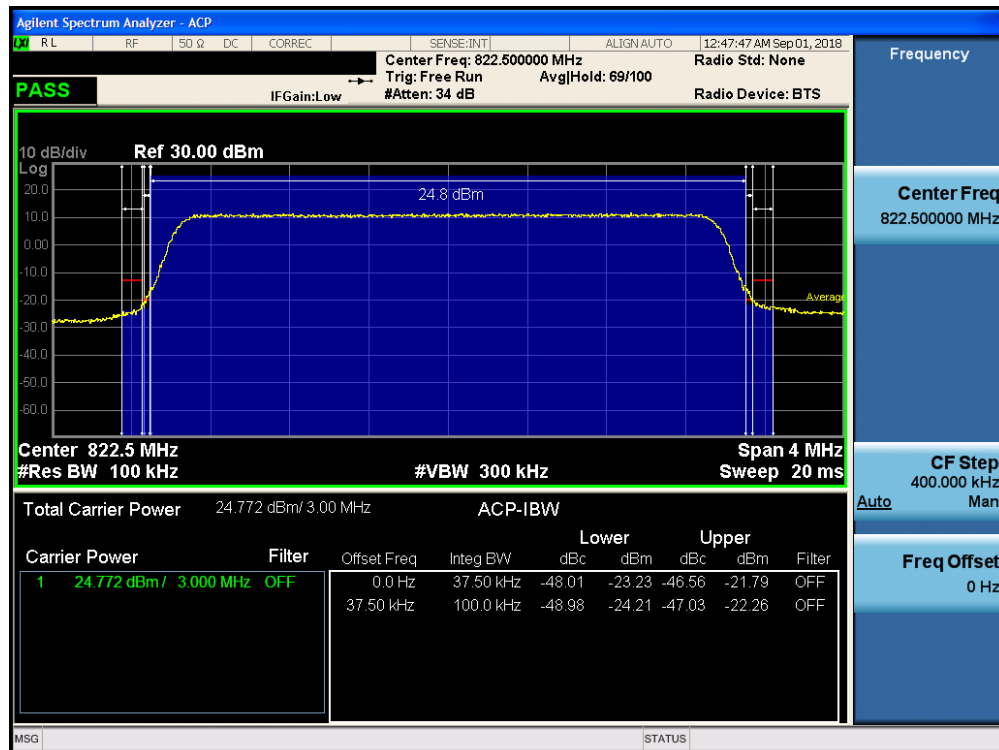 Agilent Spectrum Analyzer - ACP
LXI RL RF 50 Ω DC CORREC SENSE:INT ALIGN AUTO 12:47:47 AM Sep 01, 2018
Center Freq: 822.500000 MHz Radio Std: None
Trig: Free Run Avg|Hold: 69/100
PASS IFGain:Low #Atten: 34 dB Radio Device: BTS
10 dB/div Ref 30.00 dBm
Log
20.0
24.8 dBm
10.0
0.00
-10.0
-20.0
Average
-30.0
-40.0
-50.0
-60.0
Center 822.5 MHz Span 4 MHz
#Res BW 100 kHz #VBW 300 kHz Sweep 20 ms
Total Carrier Power 24.772 dBm/ 3.00 MHz ACP-IBW
Lower Upper
Carrier Power Filter Offset Freq Integ BW dBc dBm dBc dBm Filter
1 24.772 dBm / 3.000 MHz OFF 0.0 Hz 37.50 kHz -48.01 -23.23 -46.56 -21.79 OFF
37.50 kHz 100.0 kHz -48.98 -24.21 -47.03 -22.26 OFF
MSG STATUS
Frequency
Center Freq
822.500000 MHz
CF Step
400.000 kHz
Auto Man
Freq Offset
0 Hz